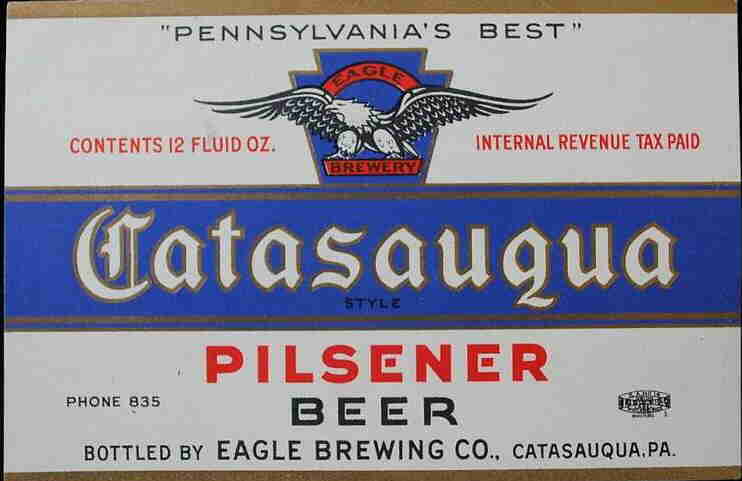 "PENNSYLVANIA'S BEST"
EAGLE
CONTENTS 12 FLUID OZ.
INTERNAL REVENUE TAX PAID
BREWERY
Catasauqua
STYLE
PILSENER
PHONE 835
BEER
BOTTLED BY EAGLE BREWING CO., CATASAUQUA, PA.